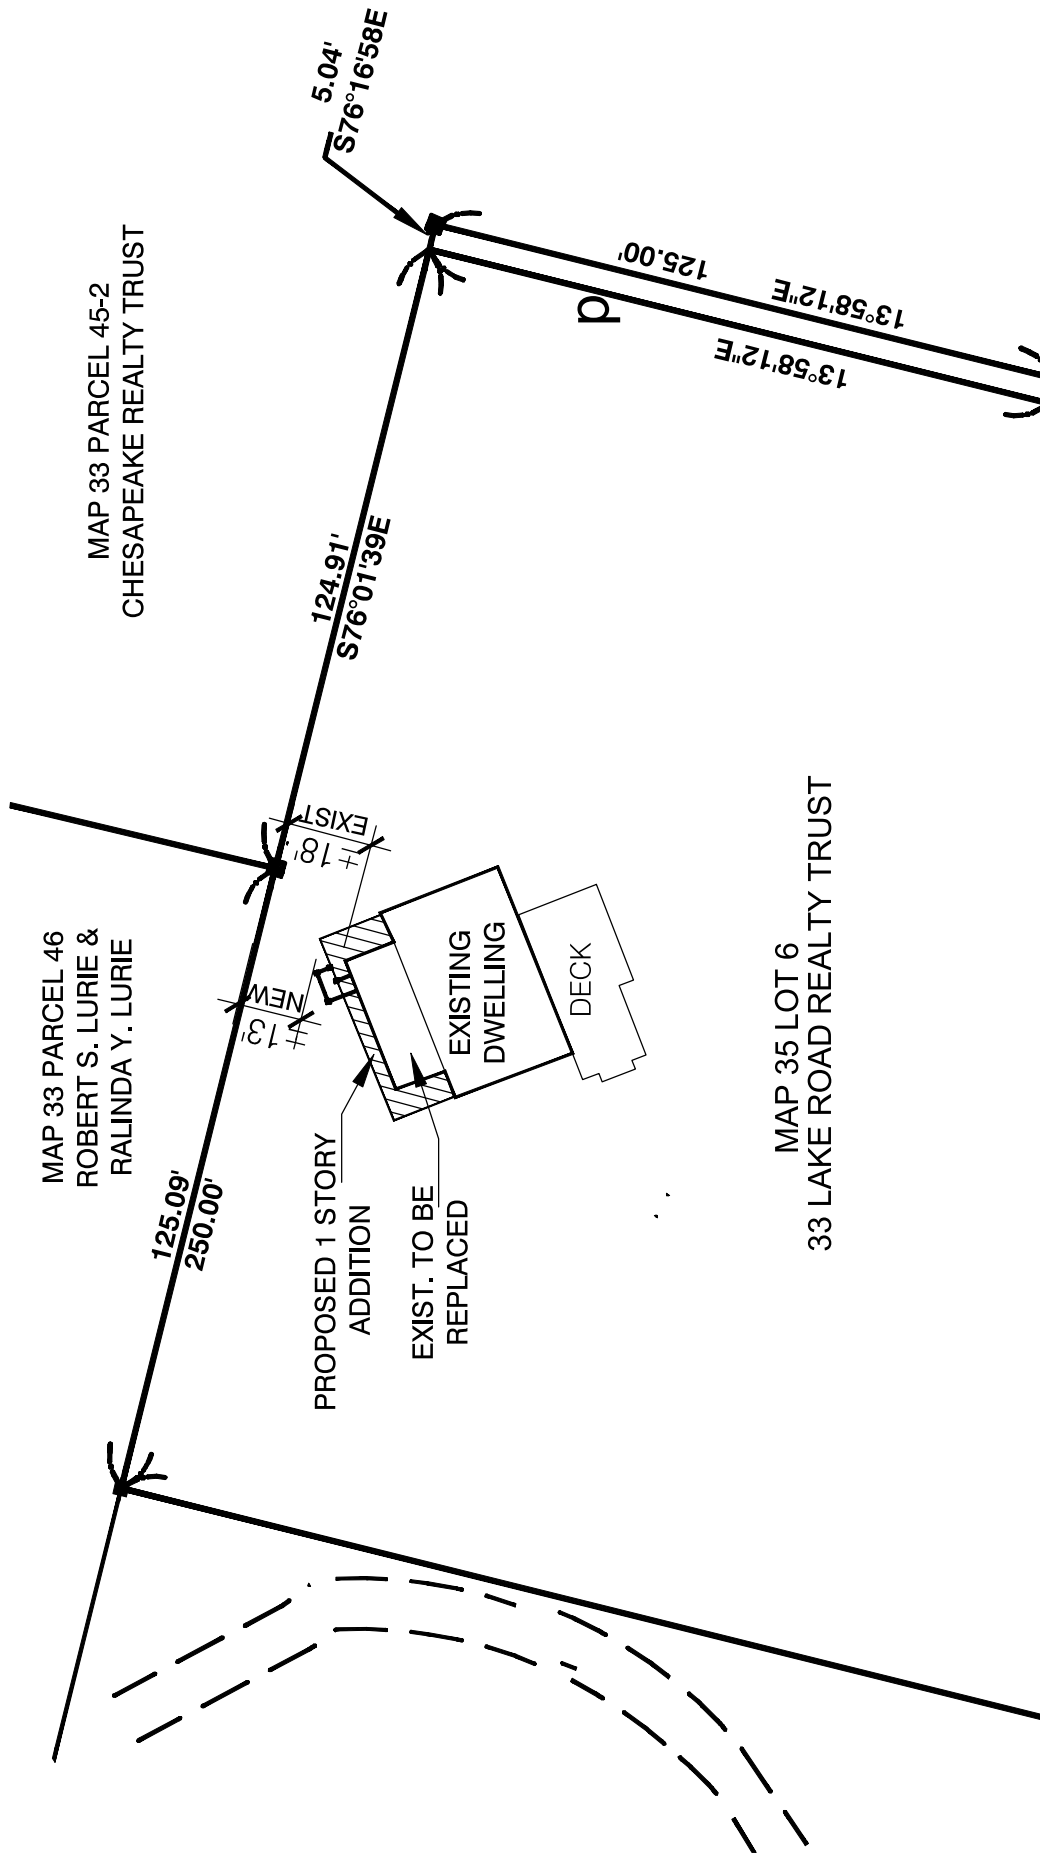 5.04'
S76°16'58E
MAP 33 PARCEL 45-2
CHESAPEAKE REALTY TRUST
125.00'
13°58'12"E
13°58'12"E
p
124.91'
S76°01'39E
EXIST
±18'
NEW
±13'
MAP 33 PARCEL 46
ROBERT S. LURIE &
RALINDA Y. LURIE
125.09'
250.00'
EXISTING
DWELLING
DECK
PROPOSED 1 STORY
ADDITION
EXIST. TO BE
REPLACED
MAP 35 LOT 6
33 LAKE ROAD REALTY TRUST